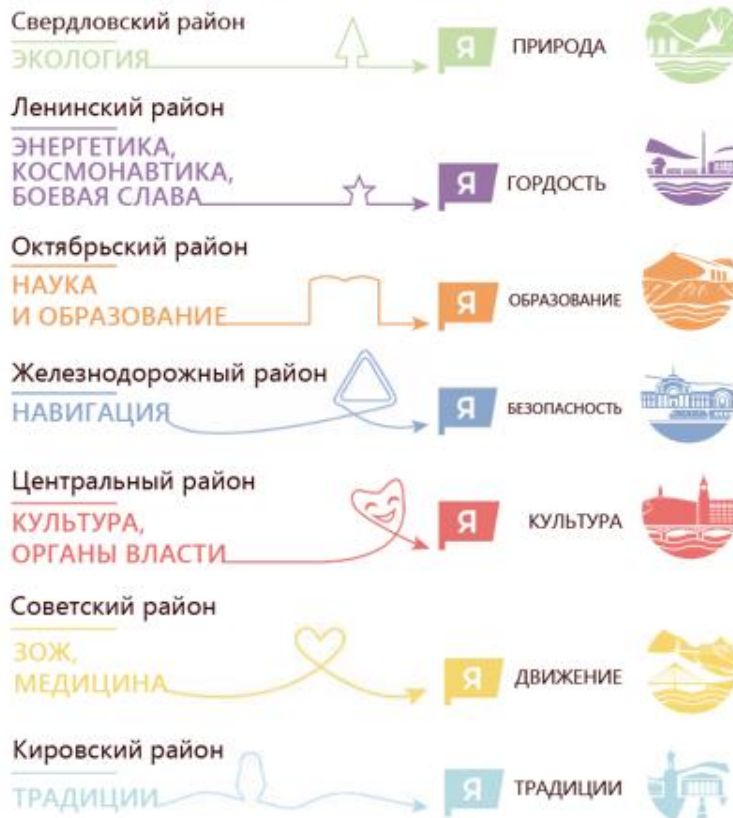 Свердловский район
ЭКОЛОГИЯ
Я ПРИРОДА
Ленинский район
ЭНЕРГЕТИКА,
КОСМОНАВТИКА,
БОЕВАЯ СЛАВА
Я ГОРДОСТЬ
Октябрьский район
НАУКА
И ОБРАЗОВАНИЕ
Я ОБРАЗОВАНИЕ
Железнодорожный район
НАВИГАЦИЯ
Я БЕЗОПАСНОСТЬ
Центральный район
КУЛЬТУРА,
ОРГАНЫ ВЛАСТИ
Я КУЛЬТУРА
Советский район
ЗОЖ,
МЕДИЦИНА
Я ДВИЖЕНИЕ
Кировский район
ТРАДИЦИИ
Я ТРАДИЦИИ